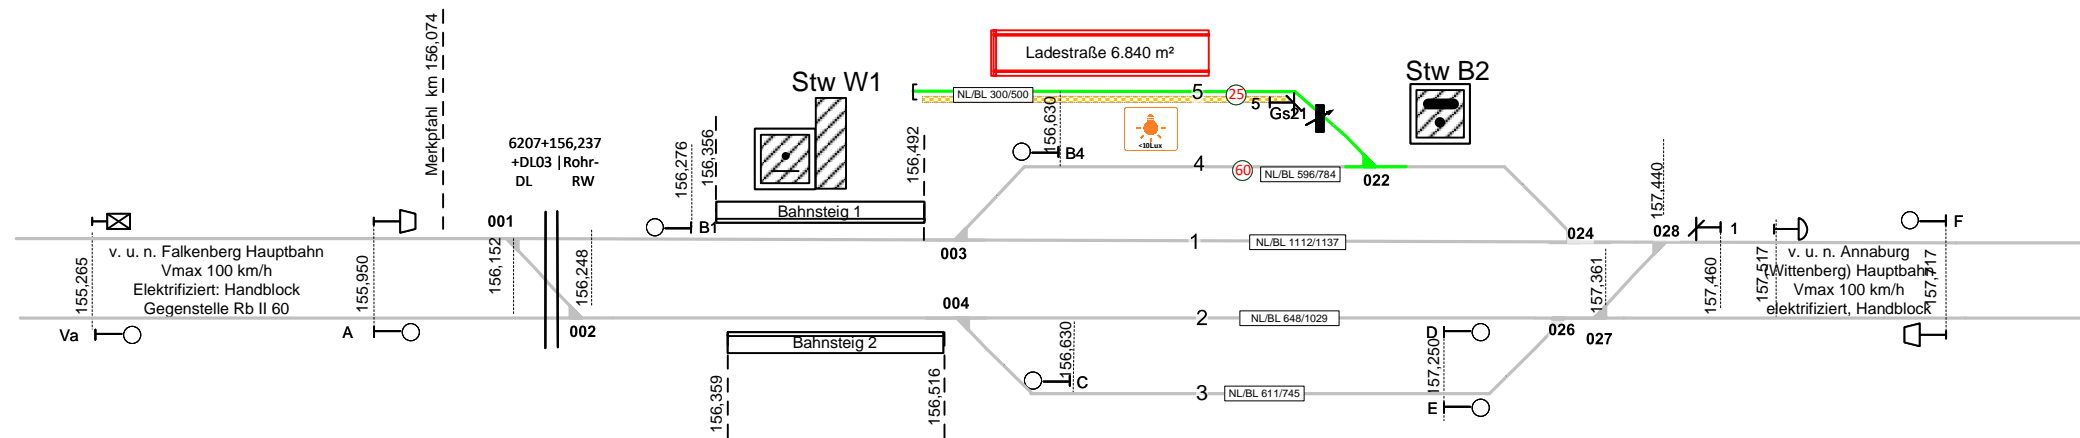 Merkpfahl km 156,074
Ladestraße 6.840 m²
Stw W1
Stw B2
NL/BL 300/500
5
25
5
Gs21
<10Lux
156,630
B4
4
60
NL/BL 596/784
022
6207+156,237
+DL03 |Rohr-
DL RW
156,276
156,356
156,492
Bahnsteig 1
B1
001
156,152
156,248
002
003
1
NL/BL 1112/1137
024
028
157,440
1
F
v. u. n. Falkenberg Hauptbahn
Vmax 100 km/h
Elektrifiziert: Handblock
Gegenstelle Rb II 60
155,265
155,950
Va
A
v. u. n. Annaburg
(Wittenberg) Hauptbahn
Vmax 100 km/h
elektrifiziert, Handblock
157,361
157,460
157,517
157,717
004
2
NL/BL 648/1029
026
027
Bahnsteig 2
156,359
156,516
156,630
C
3
NL/BL 611/745
D
157,250
E